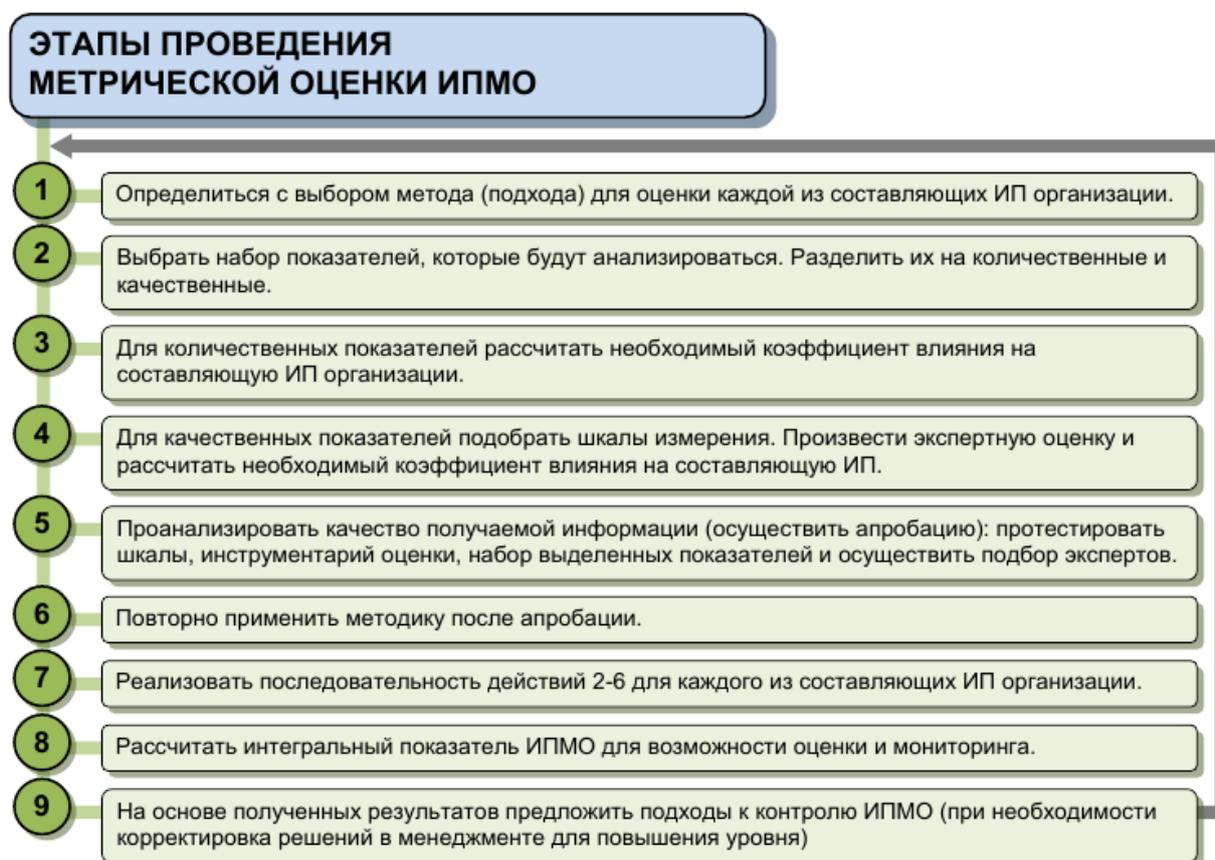 ЭТАПЫ ПРОВЕДЕНИЯ
МЕТРИЧЕСКОЙ ОЦЕНКИ ИПМО
1
Определиться с выбором метода (подхода) для оценки каждой из составляющих ИП организации.
2
Выбрать набор показателей, которые будут анализироваться. Разделить их на количественные и
качественные.
3
Для количественных показателей рассчитать необходимый коэффициент влияния на
составляющую ИП организации.
4
Для качественных показателей подобрать шкалы измерения. Произвести экспертную оценку и
рассчитать необходимый коэффициент влияния на составляющую ИП.
5
Проанализировать качество получаемой информации (осуществить апробацию): протестировать
шкалы, инструментарий оценки, набор выделенных показателей и осуществить подбор экспертов.
6
Повторно применить методику после апробации.
7
Реализовать последовательность действий 2-6 для каждого из составляющих ИП организации.
8
Рассчитать интегральный показатель ИПМО для возможности оценки и мониторинга.
9
На основе полученных результатов предложить подходы к контролю ИПМО (при необходимости
корректировка решений в менеджменте для повышения уровня)